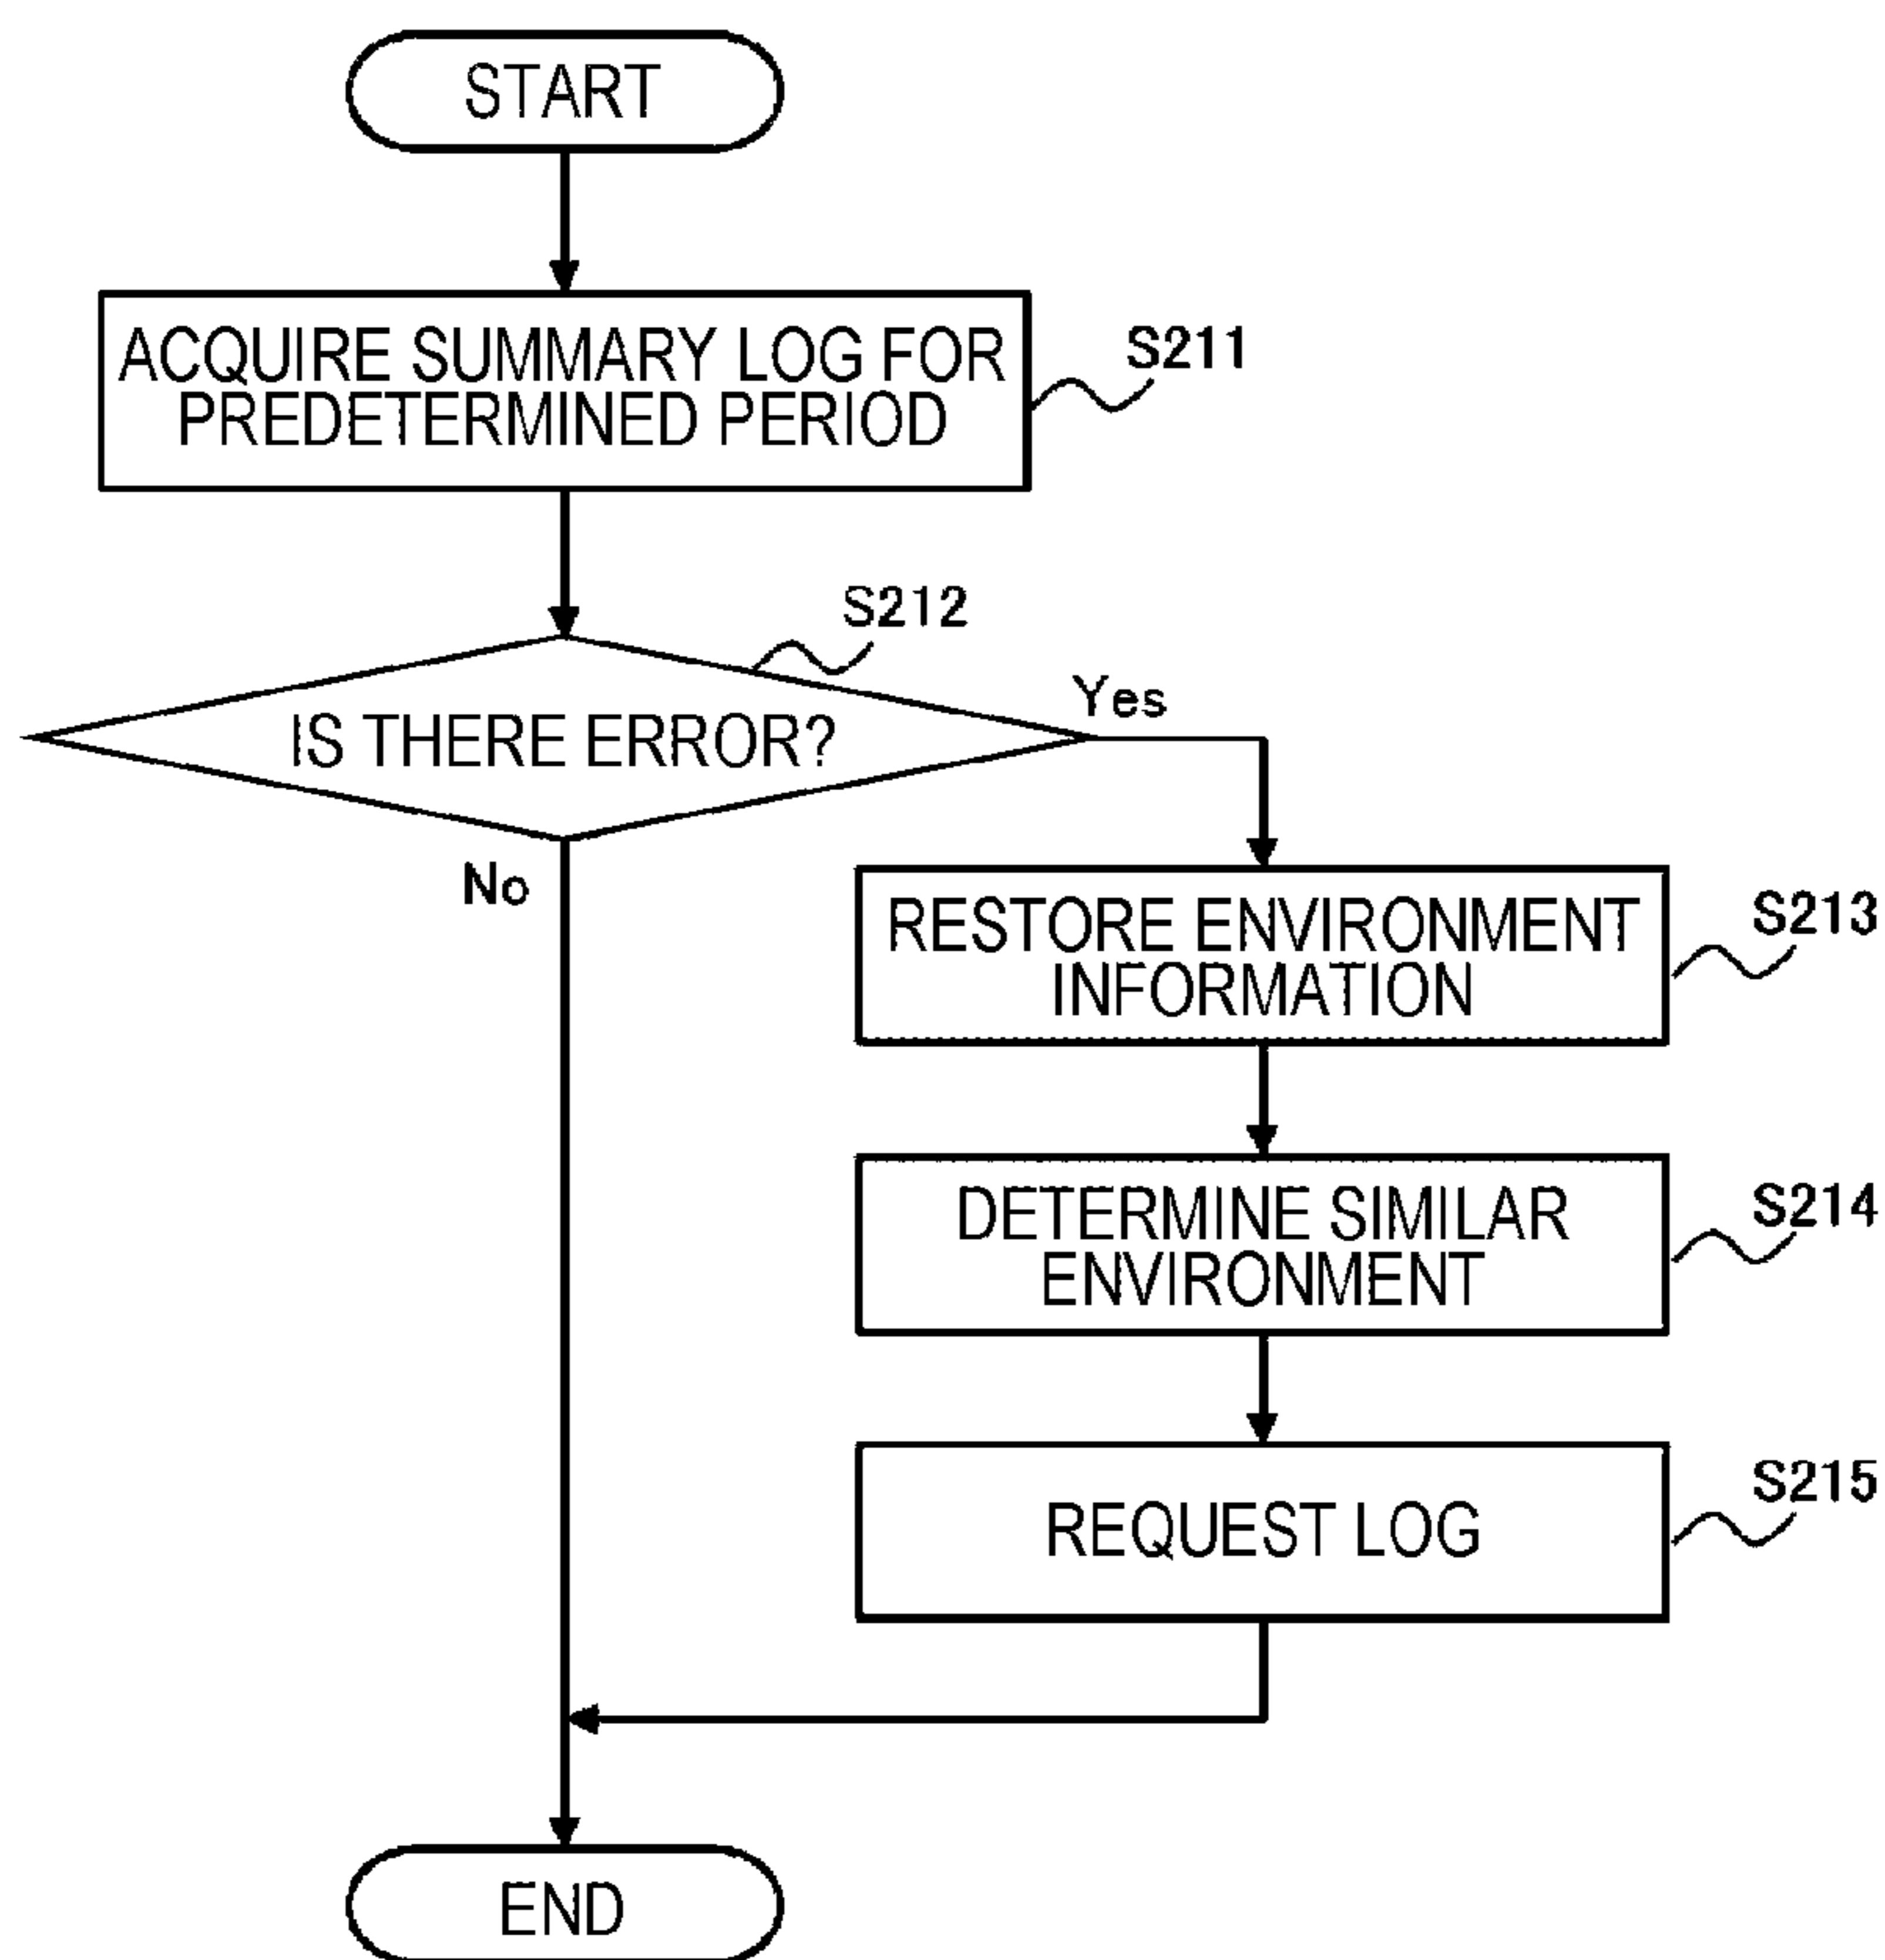 START
ACQUIRE SUMMARY LOG FOR
PREDETERMINED PERIOD
S211
S212
IS THERE ERROR?
Yes
No
RESTORE ENVIRONMENT
INFORMATION
S213
DETERMINE SIMILAR
ENVIRONMENT
S214
REQUEST LOG
S215
END